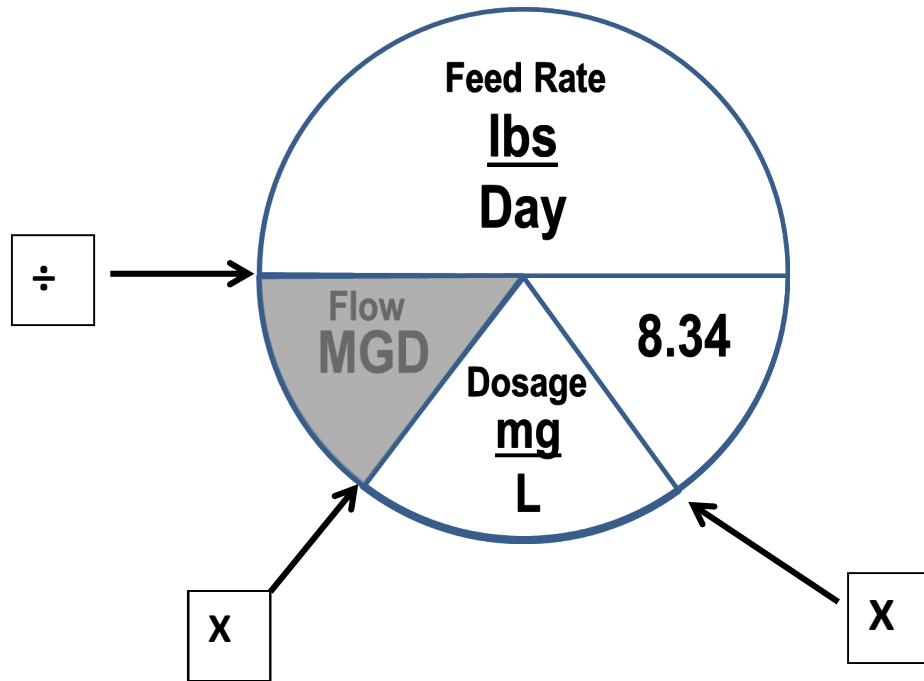 Feed Rate
lbs
Day
÷
Flow
MGD
8.34
Dosage
mg
L
X
X